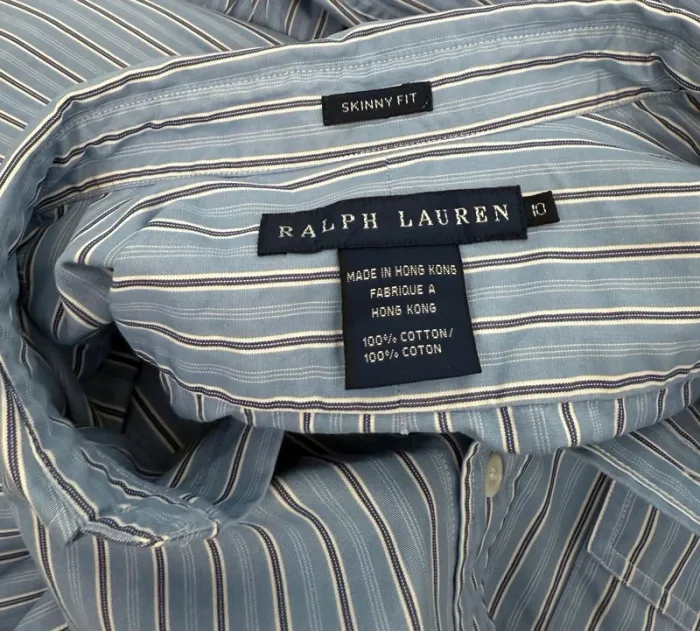 SKINNY FIT
RALPH LAUREN 10
MADE IN HONG KONG
FABRIQUE A
HONG KONG
100% COTTON/
100% COTON